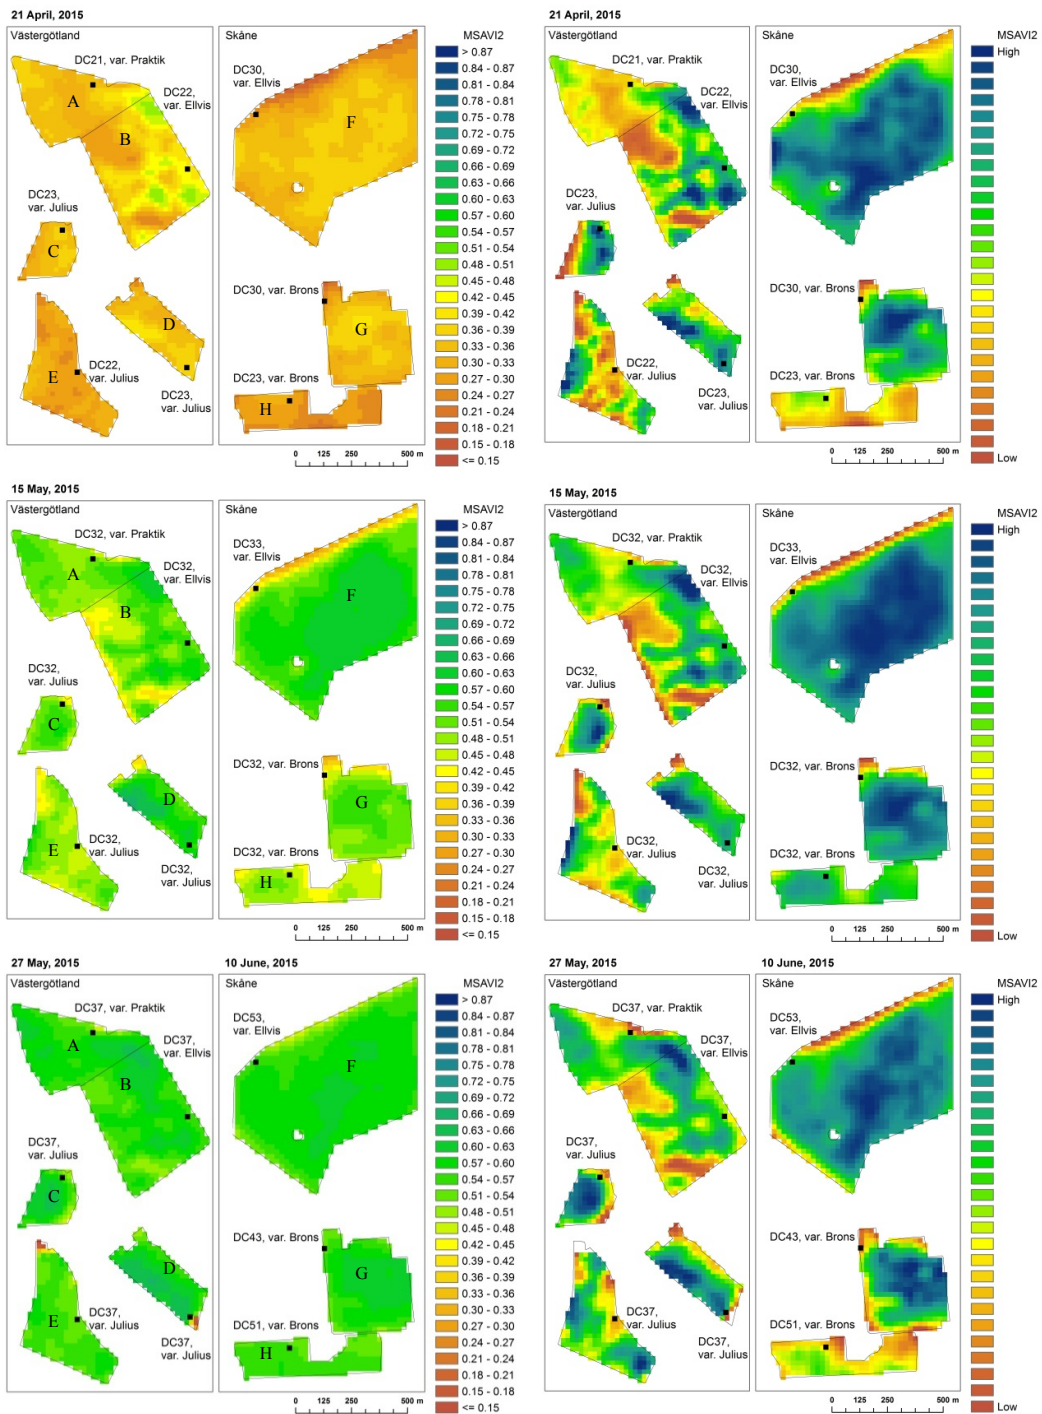 21 April, 2015
Västergötland
DC21, var. Praktik
DC22,
var. Ellvis
A
B
DC23,
var. Julius
C
D
E
DC22,
var. Julius
DC23,
var. Julius
Skåne
DC30,
var. Ellvis
F
DC30, var. Brons
G
DC23, var. Brons
H
0 125 250 500 m
MSAVI2
> 0.87
0.84 - 0.87
0.81 - 0.84
0.78 - 0.81
0.75 - 0.78
0.72 - 0.75
0.69 - 0.72
0.66 - 0.69
0.63 - 0.66
0.60 - 0.63
0.57 - 0.60
0.54 - 0.57
0.51 - 0.54
0.48 - 0.51
0.45 - 0.48
0.42 - 0.45
0.39 - 0.42
0.36 - 0.39
0.33 - 0.36
0.30 - 0.33
0.27 - 0.30
0.24 - 0.27
0.21 - 0.24
0.18 - 0.21
0.15 - 0.18
<= 0.15
21 April, 2015
Västergötland
DC21, var. Praktik
DC22,
var. Ellvis
DC23,
var. Julius
DC22,
var. Julius
DC23,
var. Julius
Skåne
DC30,
var. Ellvis
DC30, var. Brons
DC23, var. Brons
0 125 250 500 m
MSAVI2
High
Low
15 May, 2015
Västergötland
DC32, var. Praktik
DC32,
var. Ellvis
A
B
DC32,
var. Julius
C
D
E
DC32,
var. Julius
DC32,
var. Julius
Skåne
DC33,
var. Ellvis
F
DC32, var. Brons
G
DC32, var. Brons
H
0 125 250 500 m
MSAVI2
> 0.87
0.84 - 0.87
0.81 - 0.84
0.78 - 0.81
0.75 - 0.78
0.72 - 0.75
0.69 - 0.72
0.66 - 0.69
0.63 - 0.66
0.60 - 0.63
0.57 - 0.60
0.54 - 0.57
0.51 - 0.54
0.48 - 0.51
0.45 - 0.48
0.42 - 0.45
0.39 - 0.42
0.36 - 0.39
0.33 - 0.36
0.30 - 0.33
0.27 - 0.30
0.24 - 0.27
0.21 - 0.24
0.18 - 0.21
0.15 - 0.18
<= 0.15
15 May, 2015
Västergötland
DC32, var. Praktik
DC32,
var. Ellvis
DC32,
var. Julius
DC32,
var. Julius
DC32,
var. Julius
Skåne
DC33,
var. Ellvis
DC32, var. Brons
DC32, var. Brons
0 125 250 500 m
MSAVI2
High
Low
27 May, 2015
Västergötland
DC37, var. Praktik
DC37,
var. Ellvis
A
B
DC37,
var. Julius
C
D
E
DC37,
var. Julius
DC37,
var. Julius
10 June, 2015
Skåne
DC53,
var. Ellvis
F
DC43, var. Brons
G
DC51, var. Brons
H
0 125 250 500 m
MSAVI2
> 0.87
0.84 - 0.87
0.81 - 0.84
0.78 - 0.81
0.75 - 0.78
0.72 - 0.75
0.69 - 0.72
0.66 - 0.69
0.63 - 0.66
0.60 - 0.63
0.57 - 0.60
0.54 - 0.57
0.51 - 0.54
0.48 - 0.51
0.45 - 0.48
0.42 - 0.45
0.39 - 0.42
0.36 - 0.39
0.33 - 0.36
0.30 - 0.33
0.27 - 0.30
0.24 - 0.27
0.21 - 0.24
0.18 - 0.21
0.15 - 0.18
<= 0.15
27 May, 2015
Västergötland
DC37, var. Praktik
DC37,
var. Ellvis
DC37,
var. Julius
DC37,
var. Julius
DC37,
var. Julius
10 June, 2015
Skåne
DC53,
var. Ellvis
DC43, var. Brons
DC51, var. Brons
0 125 250 500 m
MSAVI2
High
Low